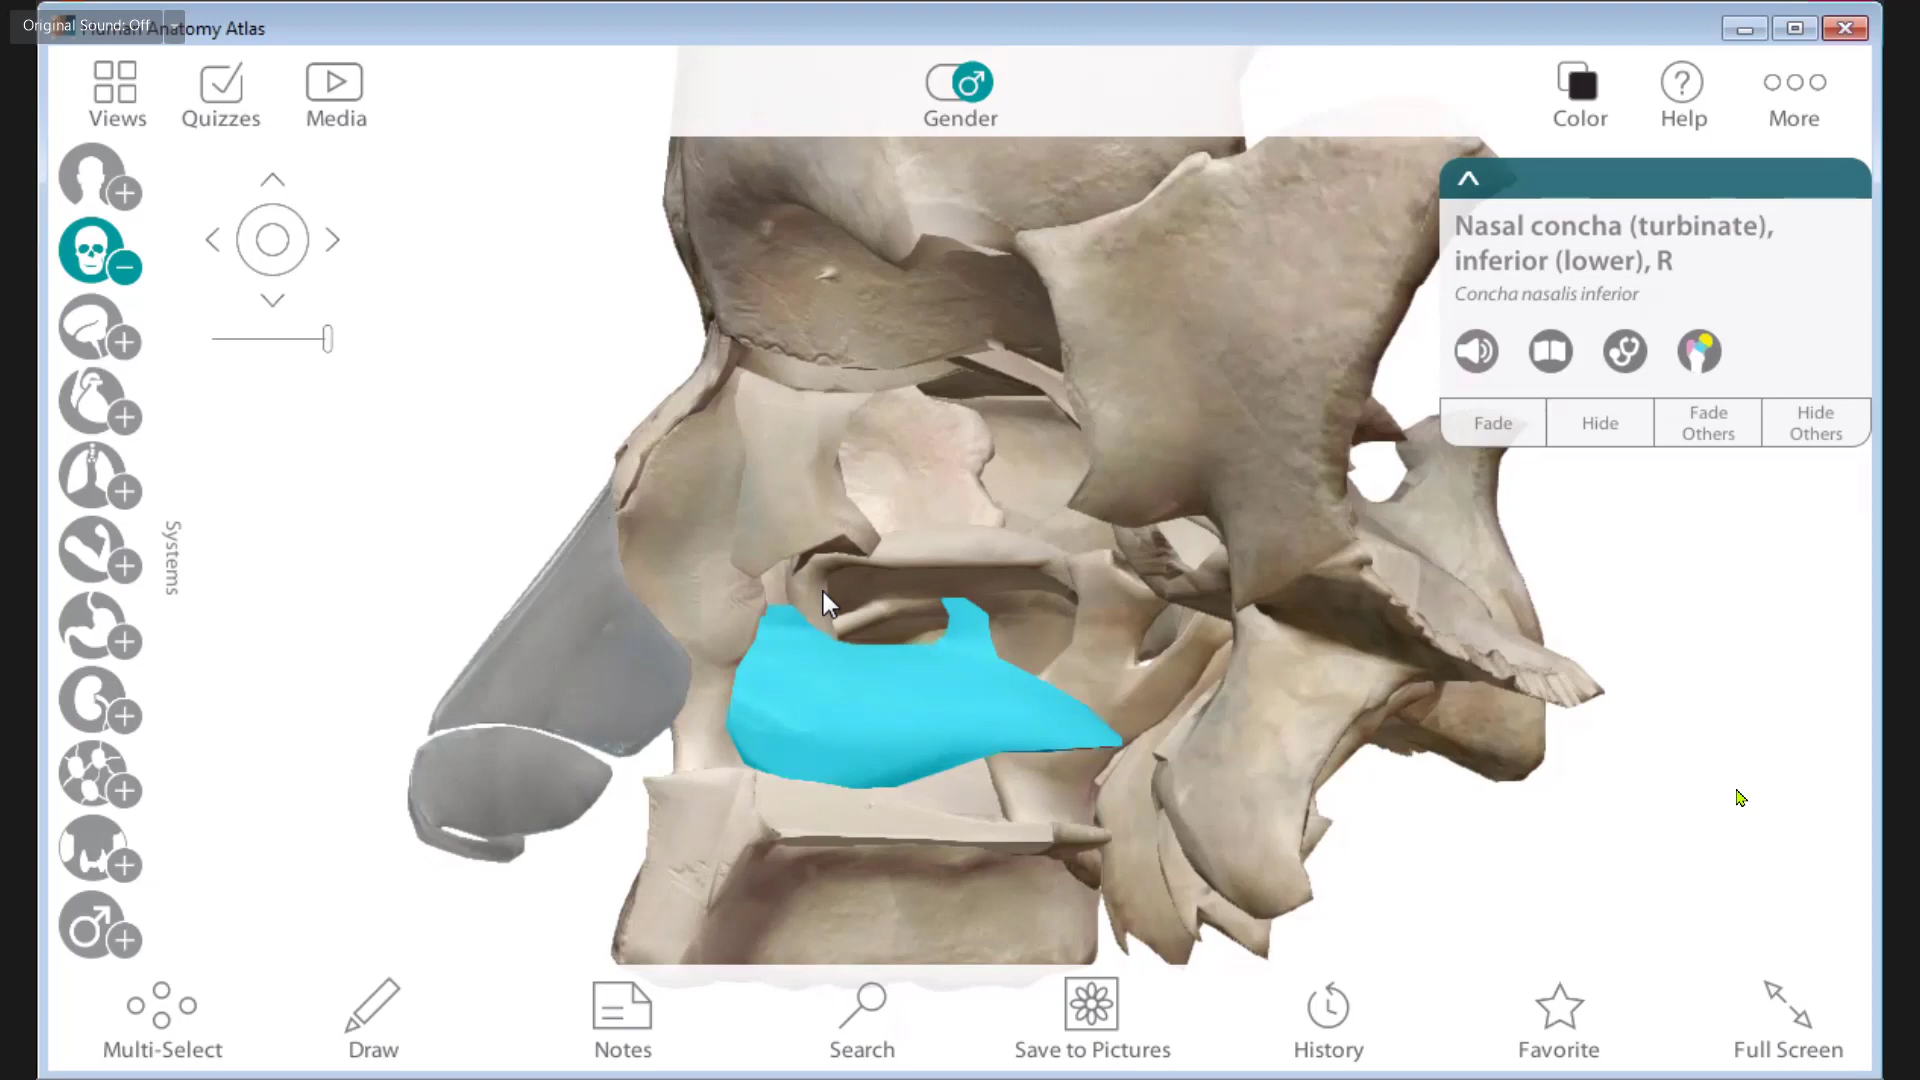 Original Sound: Off
Human Anatomy Atlas
Views
Quizzes
Media
Gender
Color
Help
More
Nasal concha (turbinate),
inferior (lower), R
Concha nasalis inferior
Fade
Hide
Fade
Others
Hide
Others
Systems
Multi-Select
Draw
Notes
Search
Save to Pictures
History
Favorite
Full Screen